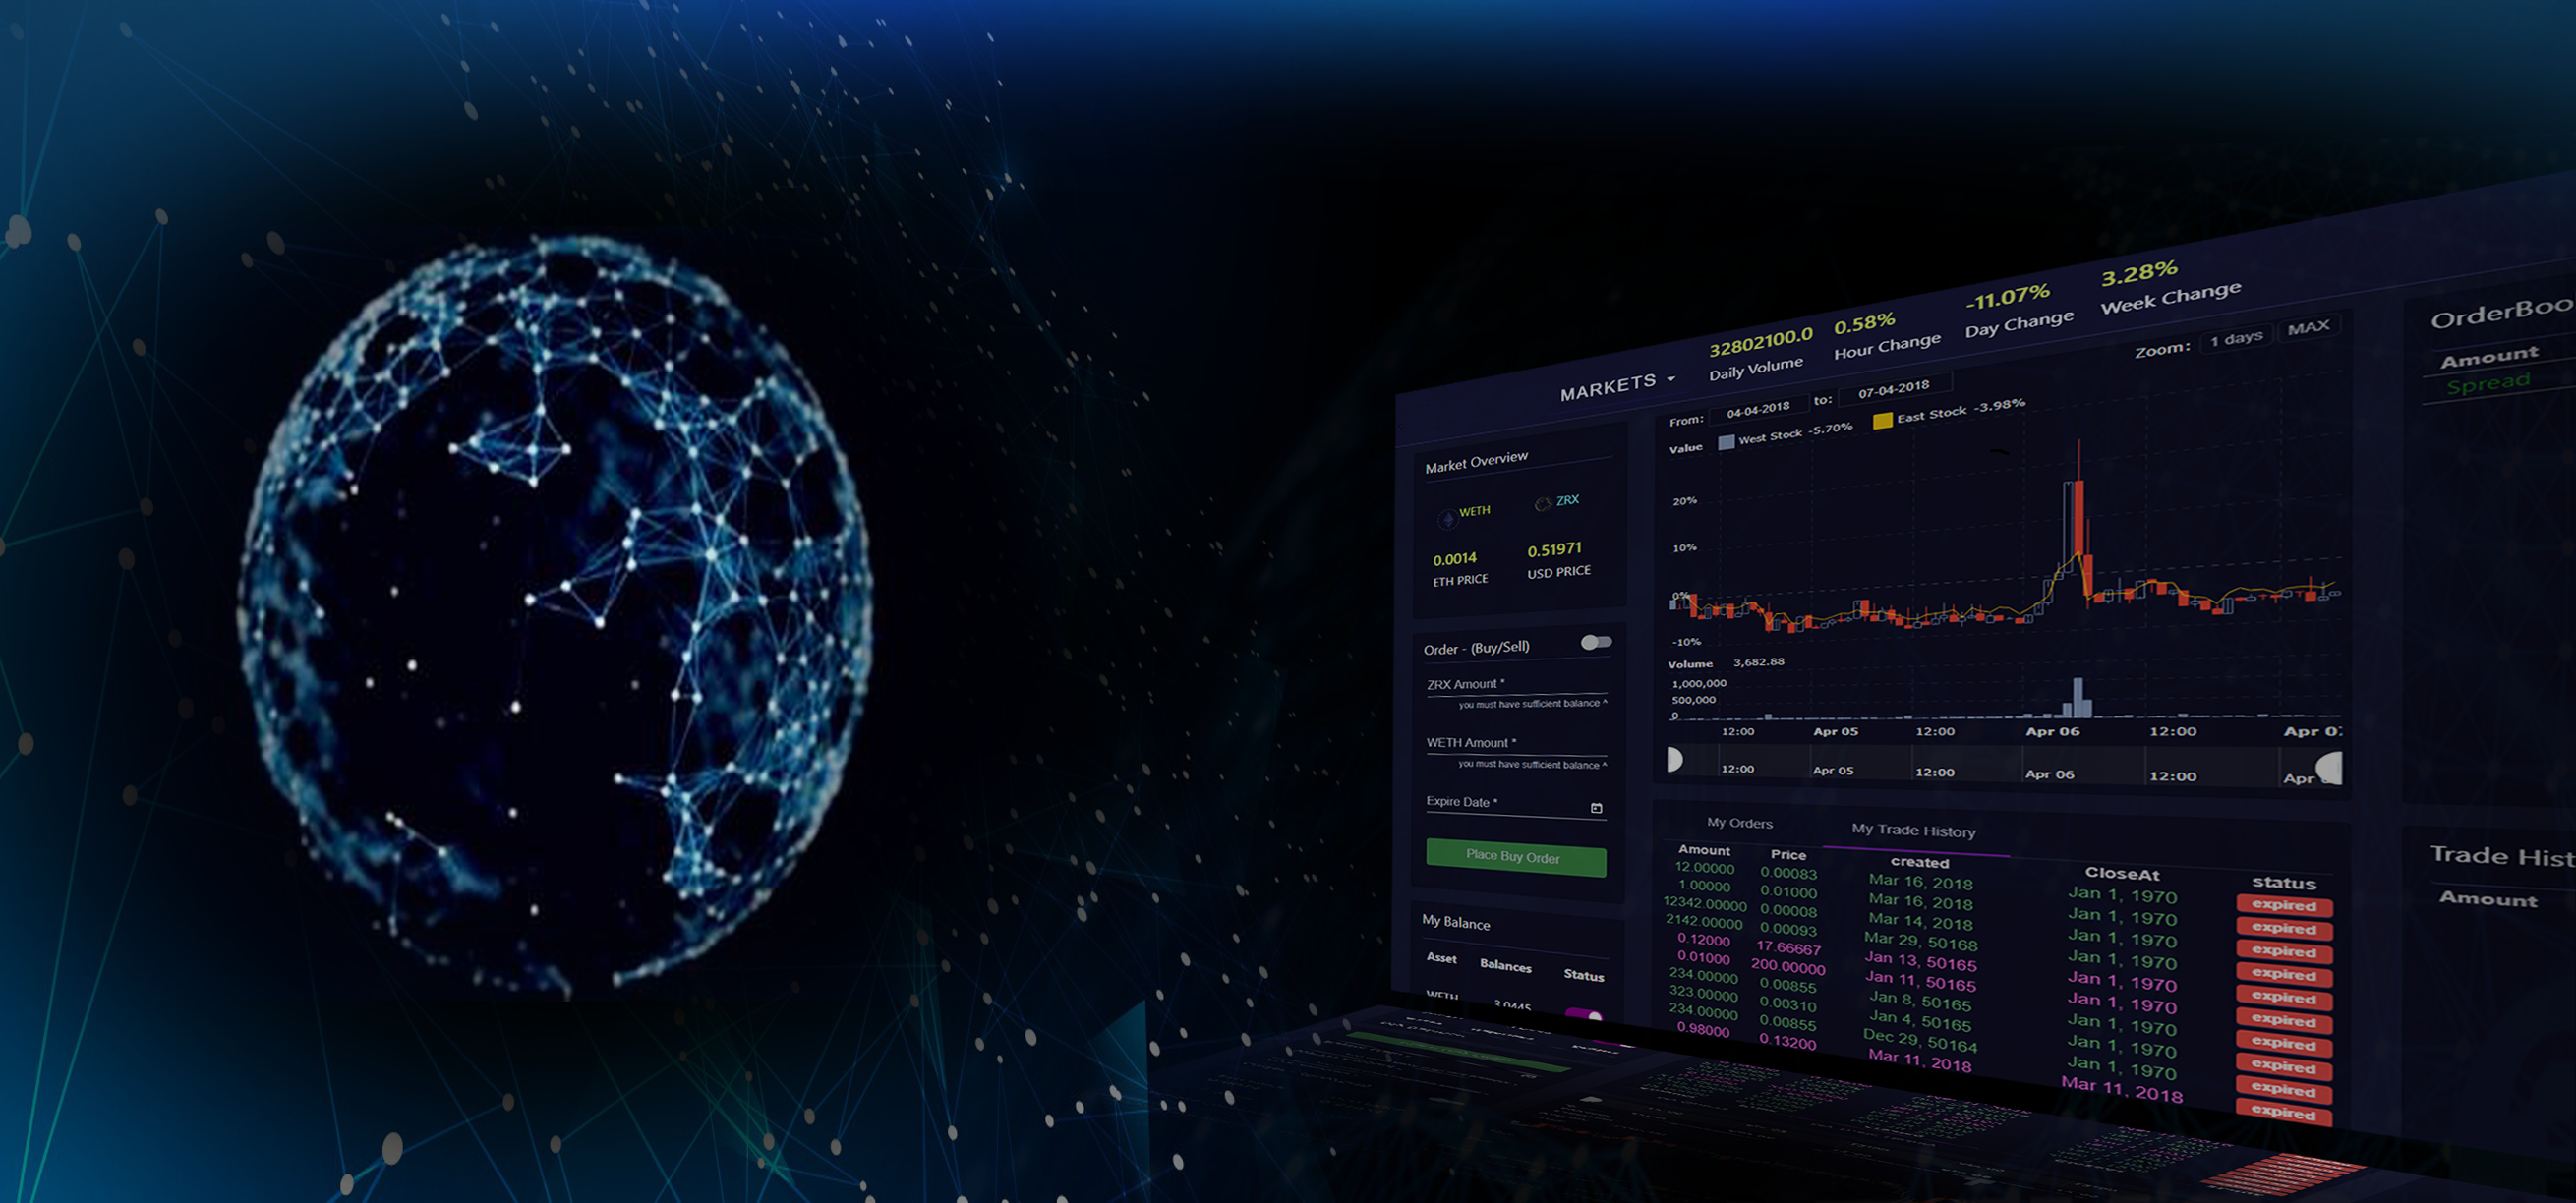 MARKETS
32802100.0
Daily Volume
0.58%
Hour Change
-11.07%
Day Change
3.28%
Week Change
Market Overview
WETH
ZRX
0.0014
ETH PRICE
0.51971
USD PRICE
Order - (Buy/Sell)
ZRX Amount *
you must have sufficient balance ^
WETH Amount *
you must have sufficient balance ^
Expire Date *
Place Buy Order
My Balance
Asset Balances Status
WETH 3.0445
From: 04-04-2018 to: 07-04-2018
Zoom: 1 days MAX
Value West Stock -5.70% East Stock -3.98%
20%
10%
0%
-10%
Volume 3,682.88
1,000,000
500,000
0
12:00 Apr 05 12:00 Apr 06 12:00 Apr 0
12:00 Apr 05 12:00 Apr 06 12:00 Apr
My Orders My Trade History
Amount Price created CloseAt status
12.00000 0.00083 Mar 16, 2018 Jan 1, 1970 expired
1.00000 0.01000 Mar 16, 2018 Jan 1, 1970 expired
12342.00000 0.00008 Mar 14, 2018 Jan 1, 1970 expired
2142.00000 0.00093 Mar 29, 50168 Jan 1, 1970 expired
0.12000 17.66667 Jan 13, 50165 Jan 1, 1970 expired
0.01000 200.00000 Jan 11, 50165 Jan 1, 1970 expired
234.00000 0.00855 Jan 8, 50165 Jan 1, 1970 expired
323.00000 0.00310 Jan 4, 50165 Jan 1, 1970 expired
234.00000 0.00855 Dec 29, 50164 Jan 1, 1970 expired
0.98000 0.13200 Mar 11, 2018 Mar 11, 2018 expired
OrderBoo
Amount
Spread
Trade Hist
Amount